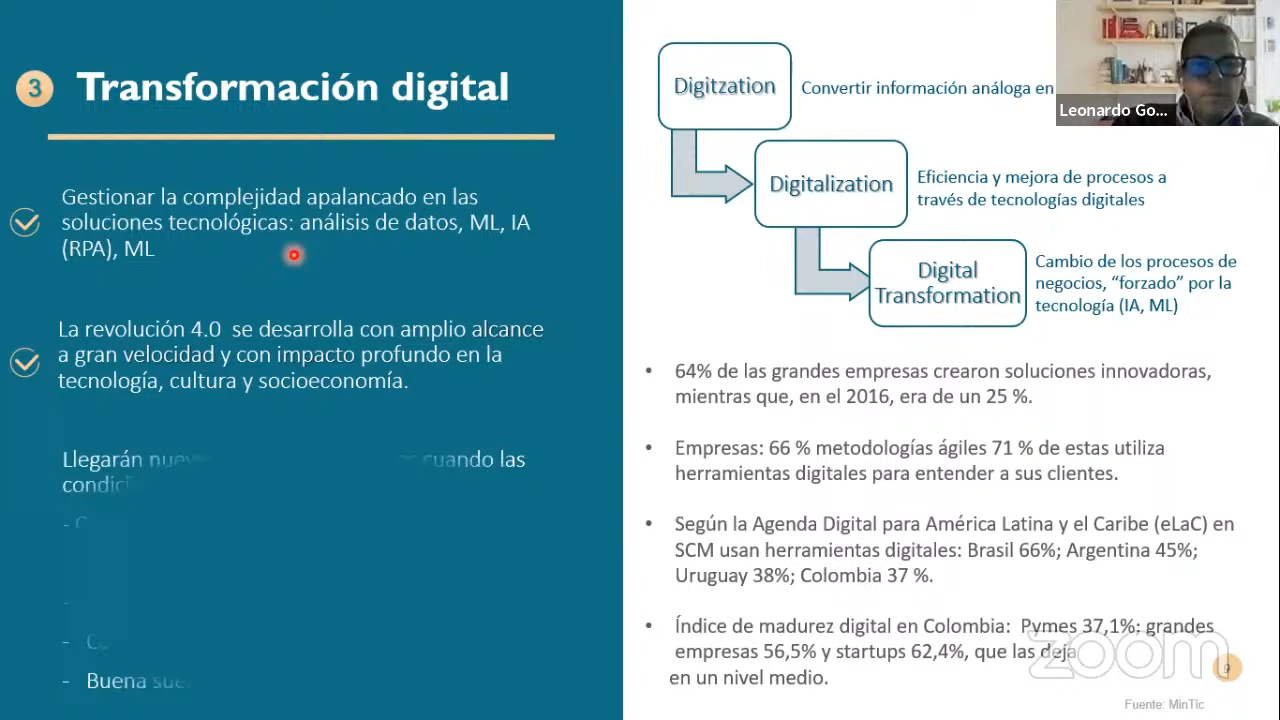 3 Transformación digital
Gestionar la complejidad apalancado en las
soluciones tecnológicas: análisis de datos, ML, IA
(RPA), ML
La revolución 4.0 se desarrolla con amplio alcance
a gran velocidad y con impacto profundo en la
tecnología, cultura y socioeconomía.
Llegarán cuando las
-
-
-
- Buena
Digitzation
Convertir información análoga en
Leonardo Go...
Digitalization
Eficiencia y mejora de procesos a
través de tecnologías digitales
Digital
Transformation
Cambio de los procesos de
negocios, “forzado” por la
tecnología (IA, ML)
• 64% de las grandes empresas crearon soluciones innovadoras,
mientras que, en el 2016, era de un 25 %.
• Empresas: 66 % metodologías ágiles 71 % de estas utiliza
herramientas digitales para entender a sus clientes.
• Según la Agenda Digital para América Latina y el Caribe (eLaC) en
SCM usan herramientas digitales: Brasil 66%; Argentina 45%;
Uruguay 38%; Colombia 37 %.
• Índice de madurez digital en Colombia: Pymes 37,1%; grandes
empresas 56,5% y startups 62,4%, que las deja
en un nivel medio.
zoom
9
Fuente: MinTic